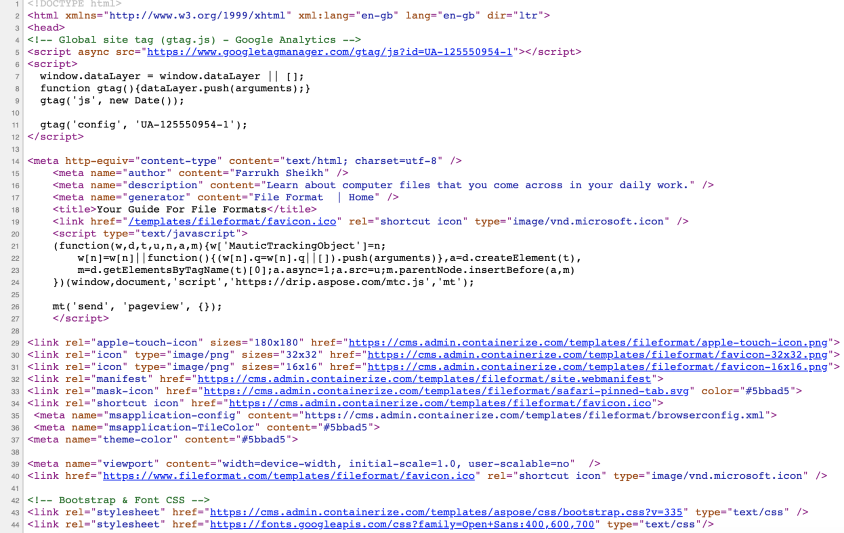 1 <!DOCTYPE html>
2 <html xmlns="http://www.w3.org/1999/xhtml" xml:lang="en-gb" lang="en-gb" dir="ltr">
3 <head>
4 <!-- Global site tag (gtag.js) - Google Analytics -->
5 <script async src="https://www.googletagmanager.com/gtag/js?id=UA-125550954-1"></script>
6 <script>
7 window.dataLayer = window.dataLayer || [];
8 function gtag(){dataLayer.push(arguments);}
9 gtag('js', new Date());
10
11 gtag('config', 'UA-125550954-1');
12 </script>
13
14 <meta http-equiv="content-type" content="text/html; charset=utf-8" />
15 <meta name="author" content="Farrukh Sheikh" />
16 <meta name="description" content="Learn about computer files that you come across in your daily work." />
17 <meta name="generator" content="File Format  | Home" />
18 <title>Your Guide For File Formats</title>
19 <link href="/templates/fileformat/favicon.ico" rel="shortcut icon" type="image/vnd.microsoft.icon" />
20 <script type="text/javascript">
21 (function(w,d,t,u,n,a,m){w['MauticTrackingObject']=n;
22 w[n]=w[n]||function(){(w[n].q=w[n].q||[]).push(arguments)},a=d.createElement(t),
23 m=d.getElementsByTagName(t)[0];a.async=1;a.src=u;m.parentNode.insertBefore(a,m)
24 })(window,document,'script','https://drip.aspose.com/mtc.js','mt');
25
26 mt('send', 'pageview', {});
27 </script>
28
29 <link rel="apple-touch-icon" sizes="180x180" href="https://cms.admin.containerize.com/templates/fileformat/apple-touch-icon.png">
30 <link rel="icon" type="image/png" sizes="32x32" href="https://cms.admin.containerize.com/templates/fileformat/favicon-32x32.png">
31 <link rel="icon" type="image/png" sizes="16x16" href="https://cms.admin.containerize.com/templates/fileformat/favicon-16x16.png">
32 <link rel="manifest" href="https://cms.admin.containerize.com/templates/fileformat/site.webmanifest">
33 <link rel="mask-icon" href="https://cms.admin.containerize.com/templates/fileformat/safari-pinned-tab.svg" color="#5bbad5">
34 <link rel="shortcut icon" href="https://cms.admin.containerize.com/templates/fileformat/favicon.ico">
35 <meta name="msapplication-config" content="https://cms.admin.containerize.com/templates/fileformat/browserconfig.xml">
36 <meta name="msapplication-TileColor" content="#5bbad5">
37 <meta name="theme-color" content="#5bbad5">
38
39 <meta name="viewport" content="width=device-width, initial-scale=1.0, user-scalable=no"  />
40 <link href="https://www.fileformat.com/templates/fileformat/favicon.ico" rel="shortcut icon" type="image/vnd.microsoft.icon" />
41
42 <!-- Bootstrap & Font CSS -->
43 <link rel="stylesheet" href="https://cms.admin.containerize.com/templates/aspose/css/bootstrap.css?v=335" type="text/css" />
44 <link rel="stylesheet" href="https://fonts.googleapis.com/css?family=Open+Sans:400,600,700" type="text/css"/>